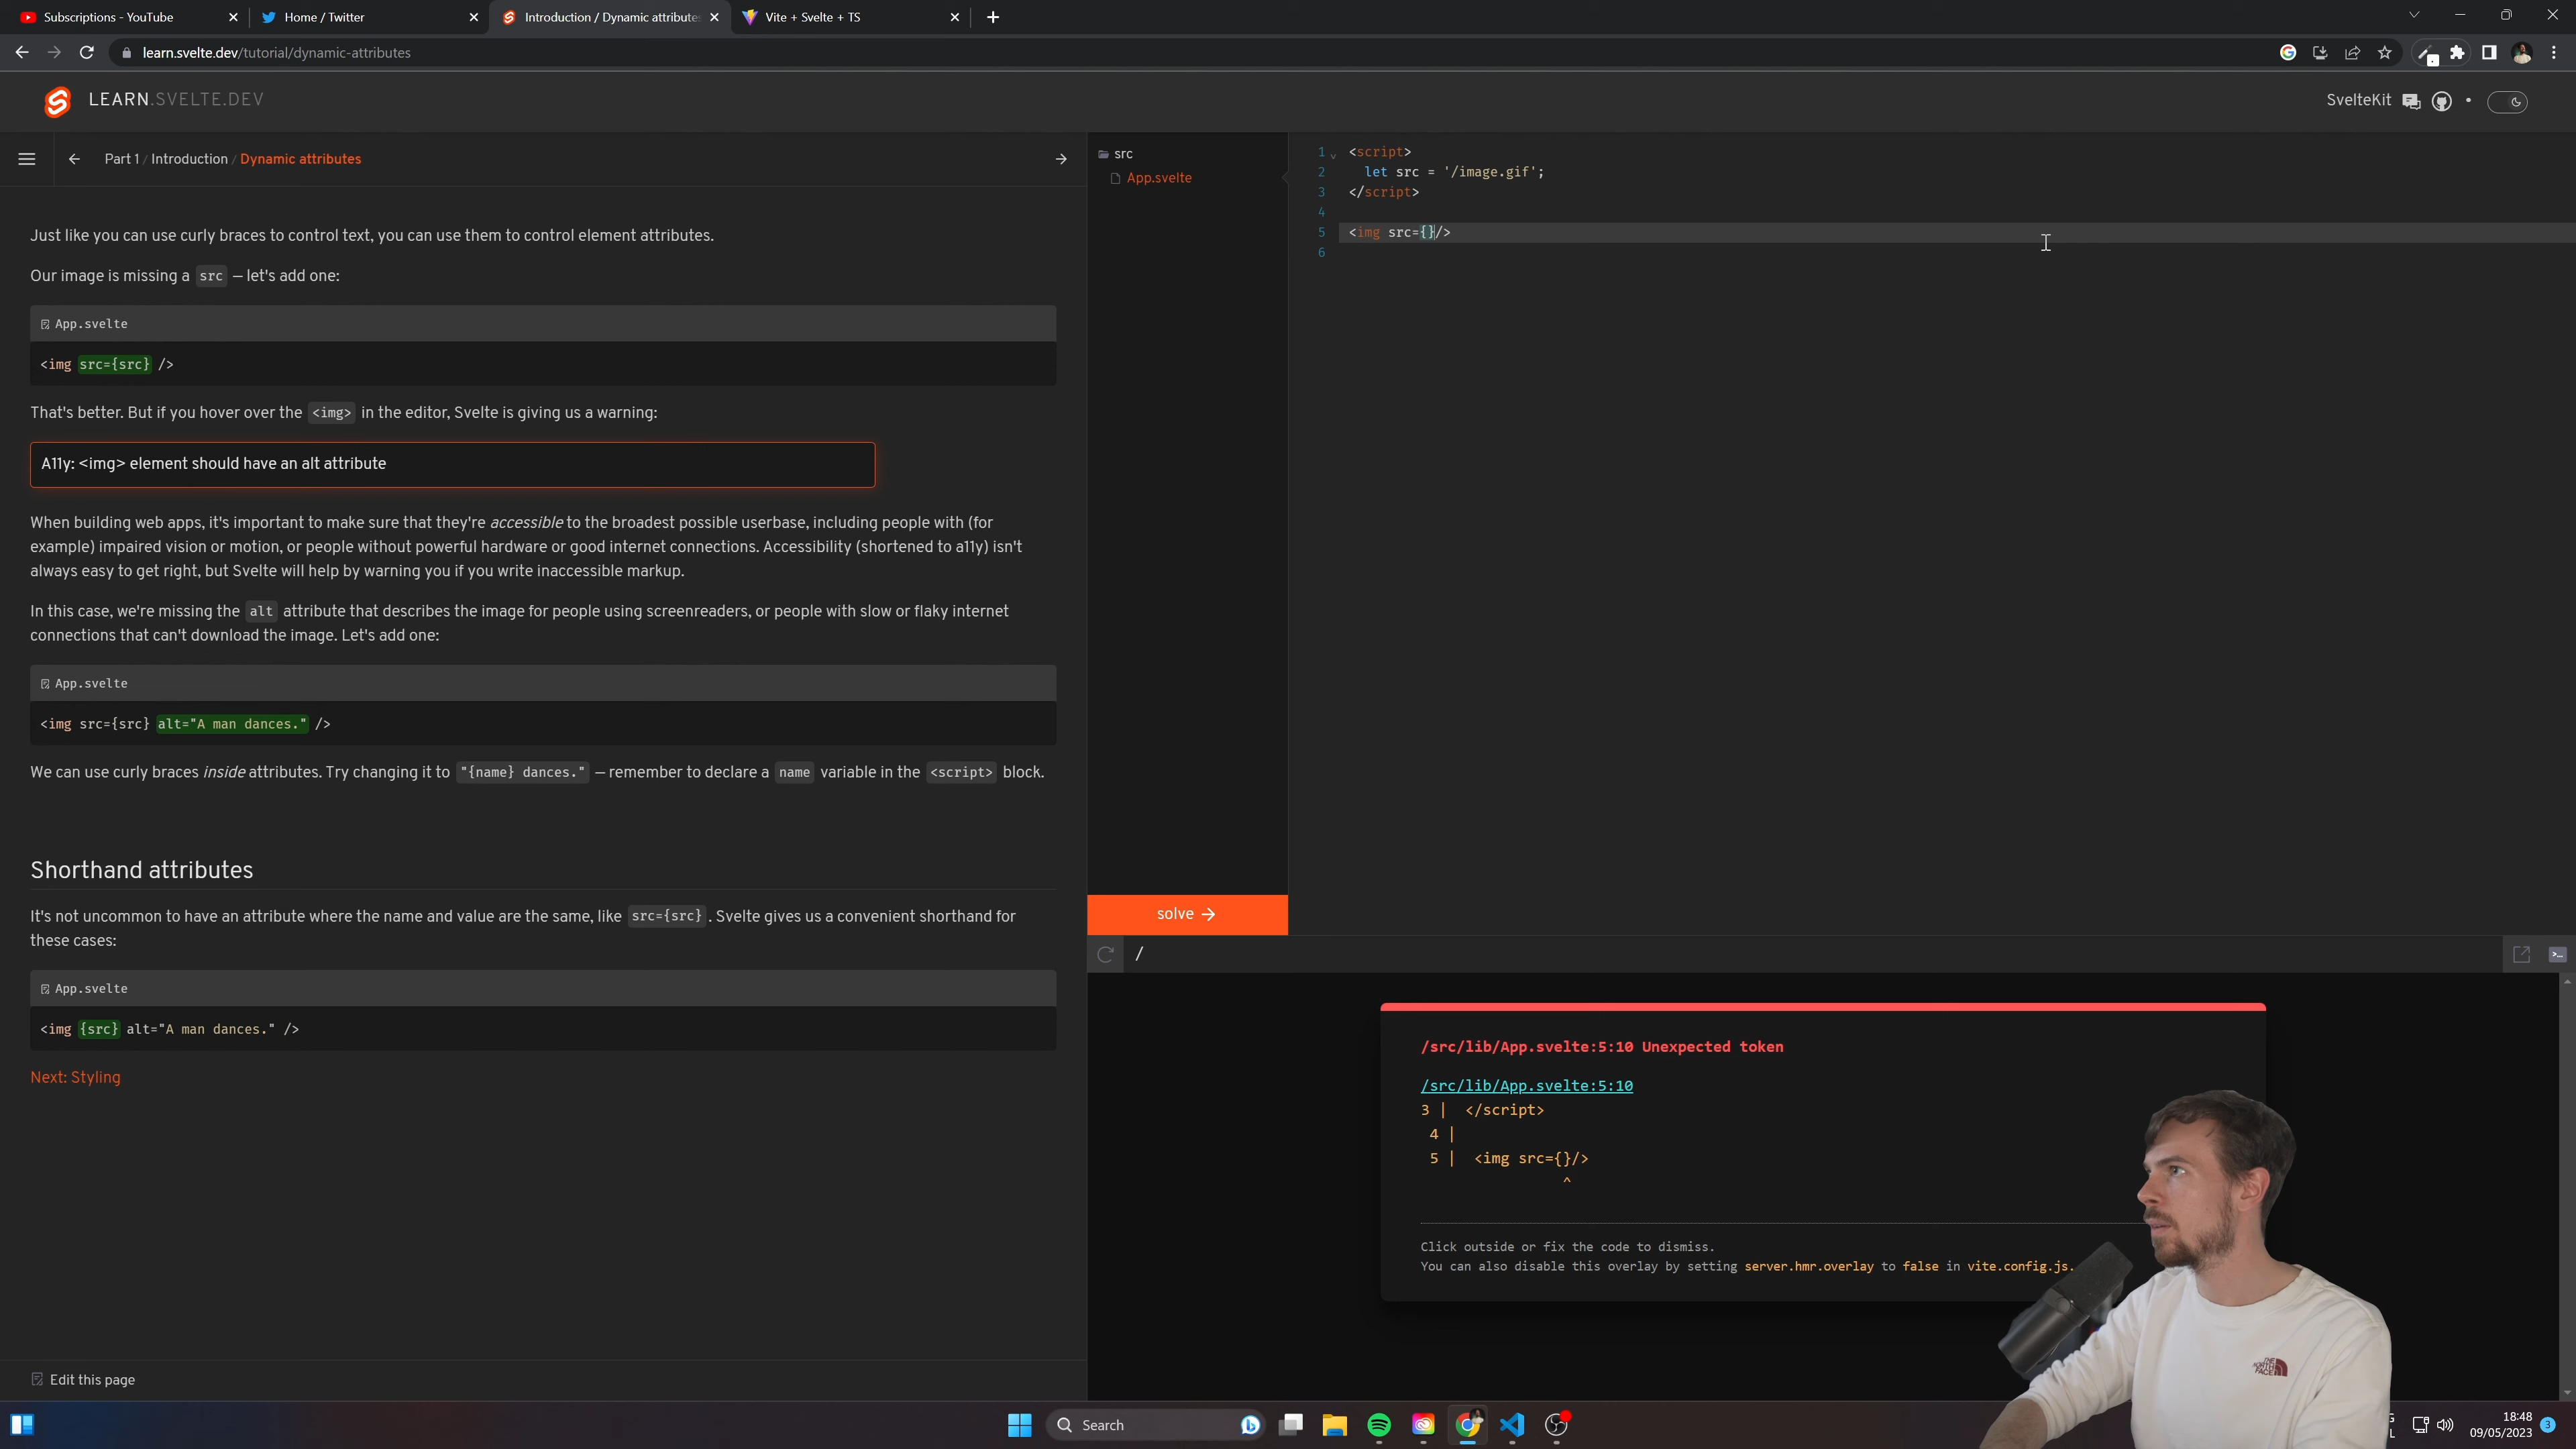 Subscriptions - YouTube
Home / Twitter
Introduction / Dynamic attributes
Vite + Svelte + TS
learn.svelte.dev/tutorial/dynamic-attributes
LEARN.SVELTE.DEV
SvelteKit
Part 1 / Introduction / Dynamic attributes
Just like you can use curly braces to control text, you can use them to control element attributes.
Our image is missing a src — let's add one:
App.svelte
<img src={src} />
That's better. But if you hover over the <img> in the editor, Svelte is giving us a warning:
A11y: <img> element should have an alt attribute
When building web apps, it's important to make sure that they're accessible to the broadest possible userbase, including people with (for
example) impaired vision or motion, or people without powerful hardware or good internet connections. Accessibility (shortened to a11y) isn't
always easy to get right, but Svelte will help by warning you if you write inaccessible markup.
In this case, we're missing the alt attribute that describes the image for people using screenreaders, or people with slow or flaky internet
connections that can't download the image. Let's add one:
App.svelte
<img src={src} alt="A man dances." />
We can use curly braces inside attributes. Try changing it to "{name} dances." — remember to declare a name variable in the <script> block.
Shorthand attributes
It's not uncommon to have an attribute where the name and value are the same, like src={src}. Svelte gives us a convenient shorthand for
these cases:
App.svelte
<img {src} alt="A man dances." />
Next: Styling
Edit this page
src
App.svelte
solve →
1 <script>
2 let src = '/image.gif';
3 </script>
4
5 <img src={}/>
6
/
/src/lib/App.svelte:5:10 Unexpected token
/src/lib/App.svelte:5:10
3 | </script>
4 |
5 | <img src={}/>
^
Click outside or fix the code to dismiss.
You can also disable this overlay by setting server.hmr.overlay to false in vite.config.js.
THE NORTH FACE
Search
18:48
09/05/2023
3